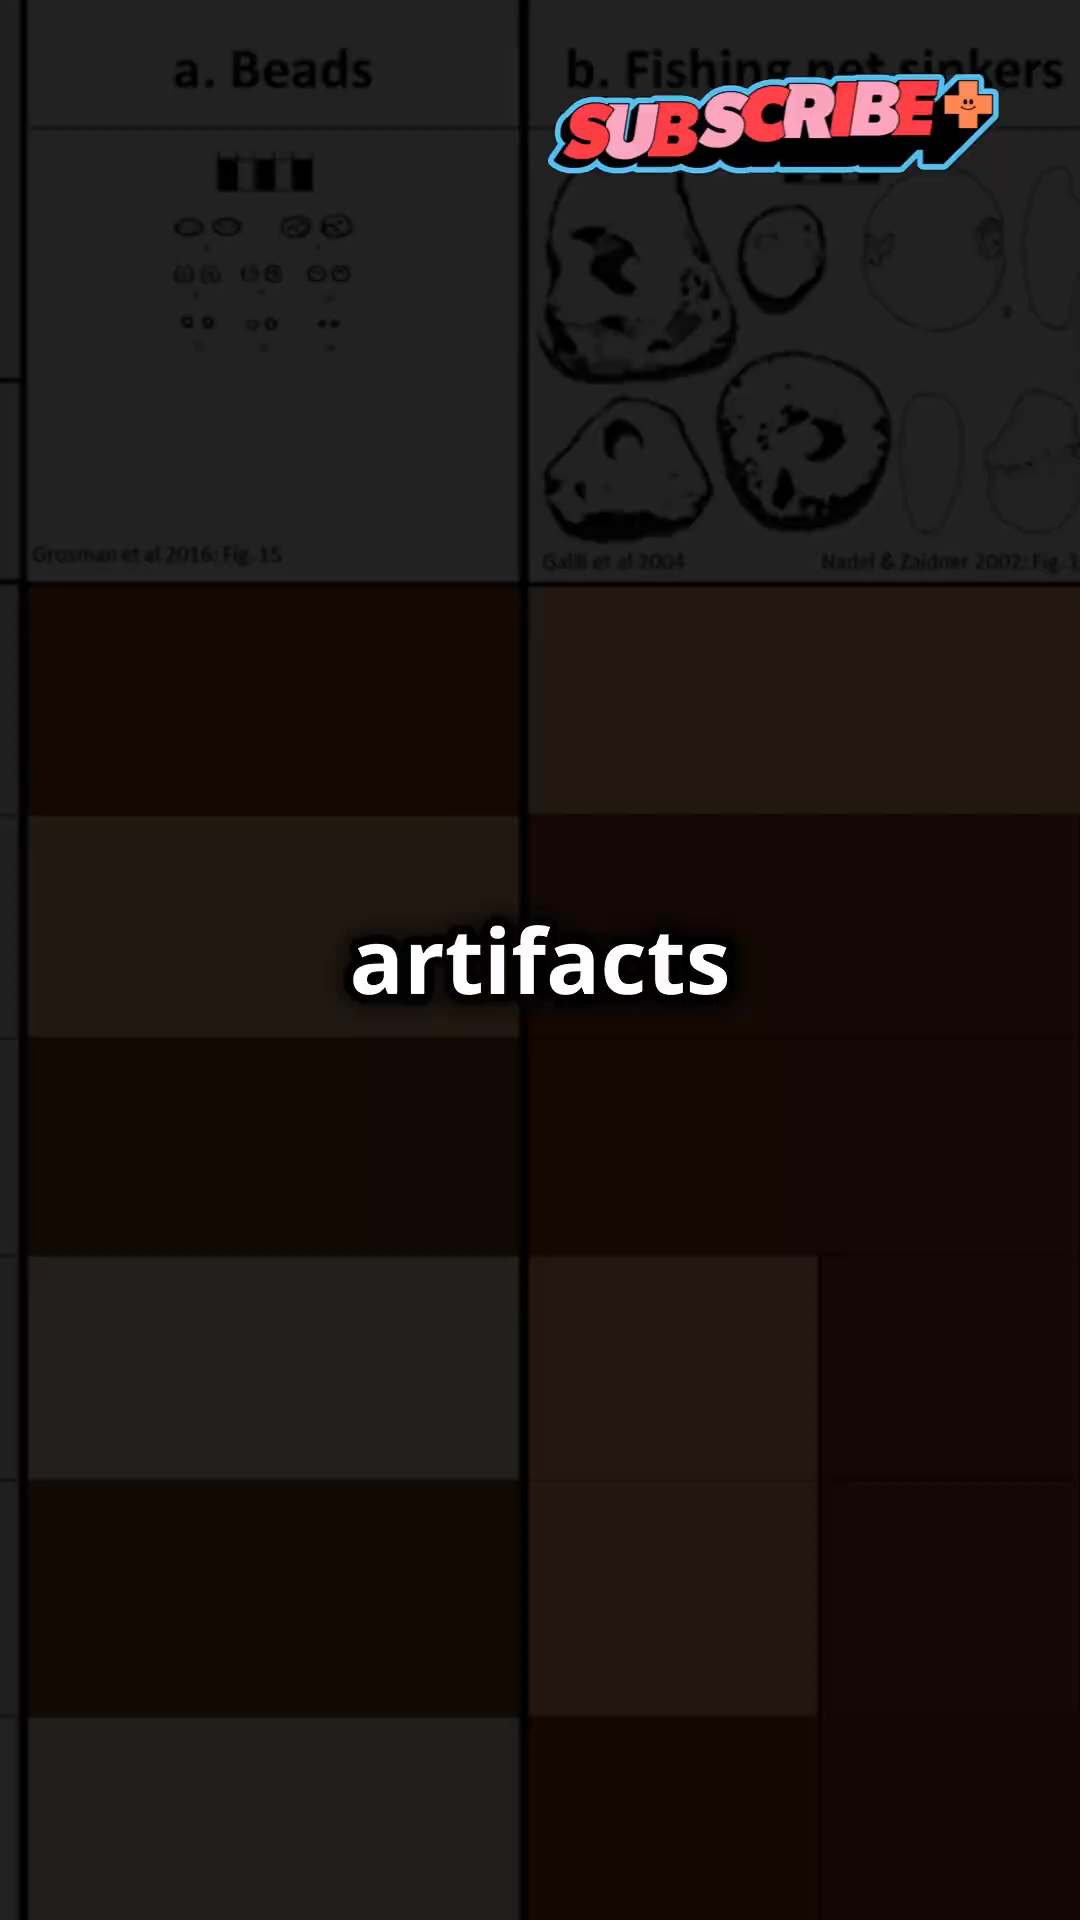 a. Beads
b. Fishing net sinkers
SUBSCRIBE
Grosman et al 2016: Fig. 15
Galili et al 2004
Nadel & Zaidner 2002: Fig. 1
artifacts